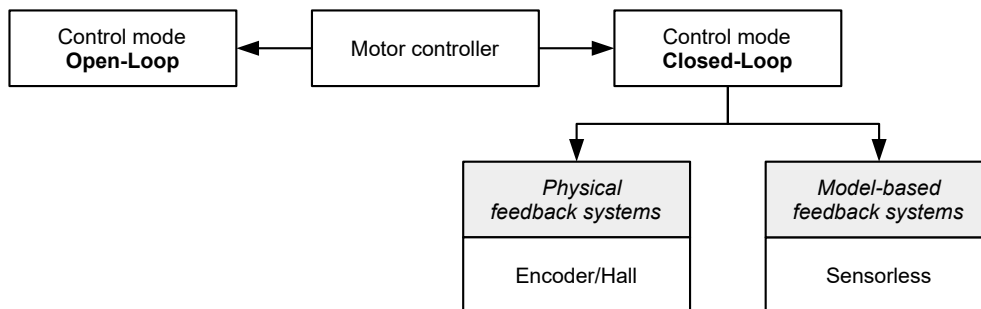 Control mode
Open-Loop
Motor controller
Control mode
Closed-Loop
Physical
feedback systems
Encoder/Hall
Model-based
feedback systems
Sensorless